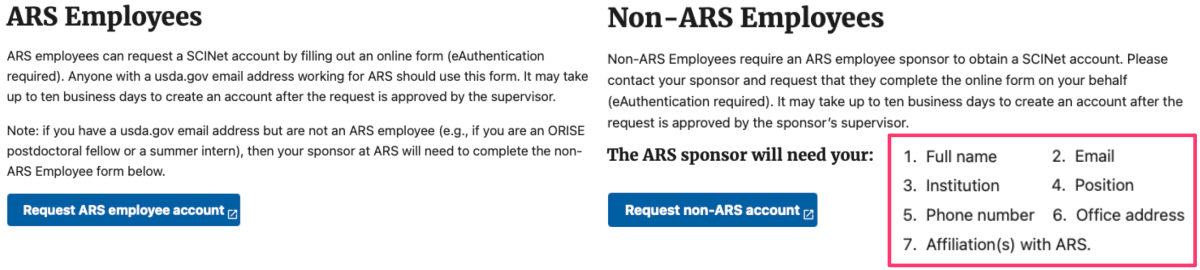 ARS Employees
ARS employees can request a SCINet account by filling out an online form (eAuthentication
required). Anyone with a usda.gov email address working for ARS should use this form. It may take
up to ten business days to create an account after the request is approved by the supervisor.
Note: if you have a usda.gov email address but are not an ARS employee (e.g., if you are an ORISE
postdoctoral fellow or a summer intern), then your sponsor at ARS will need to complete the non-
ARS Employee form below.
Request ARS employee account
Non-ARS Employees
Non-ARS Employees require an ARS employee sponsor to obtain a SCINet account. Please
contact your sponsor and request that they complete the online form on your behalf
(eAuthentication required). It may take up to ten business days to create an account after the
request is approved by the sponsor's supervisor.
The ARS sponsor will need your:
Request non-ARS account
1. Full name 2. Email
3. Institution 4. Position
5. Phone number 6. Office address
7. Affiliation(s) with ARS.